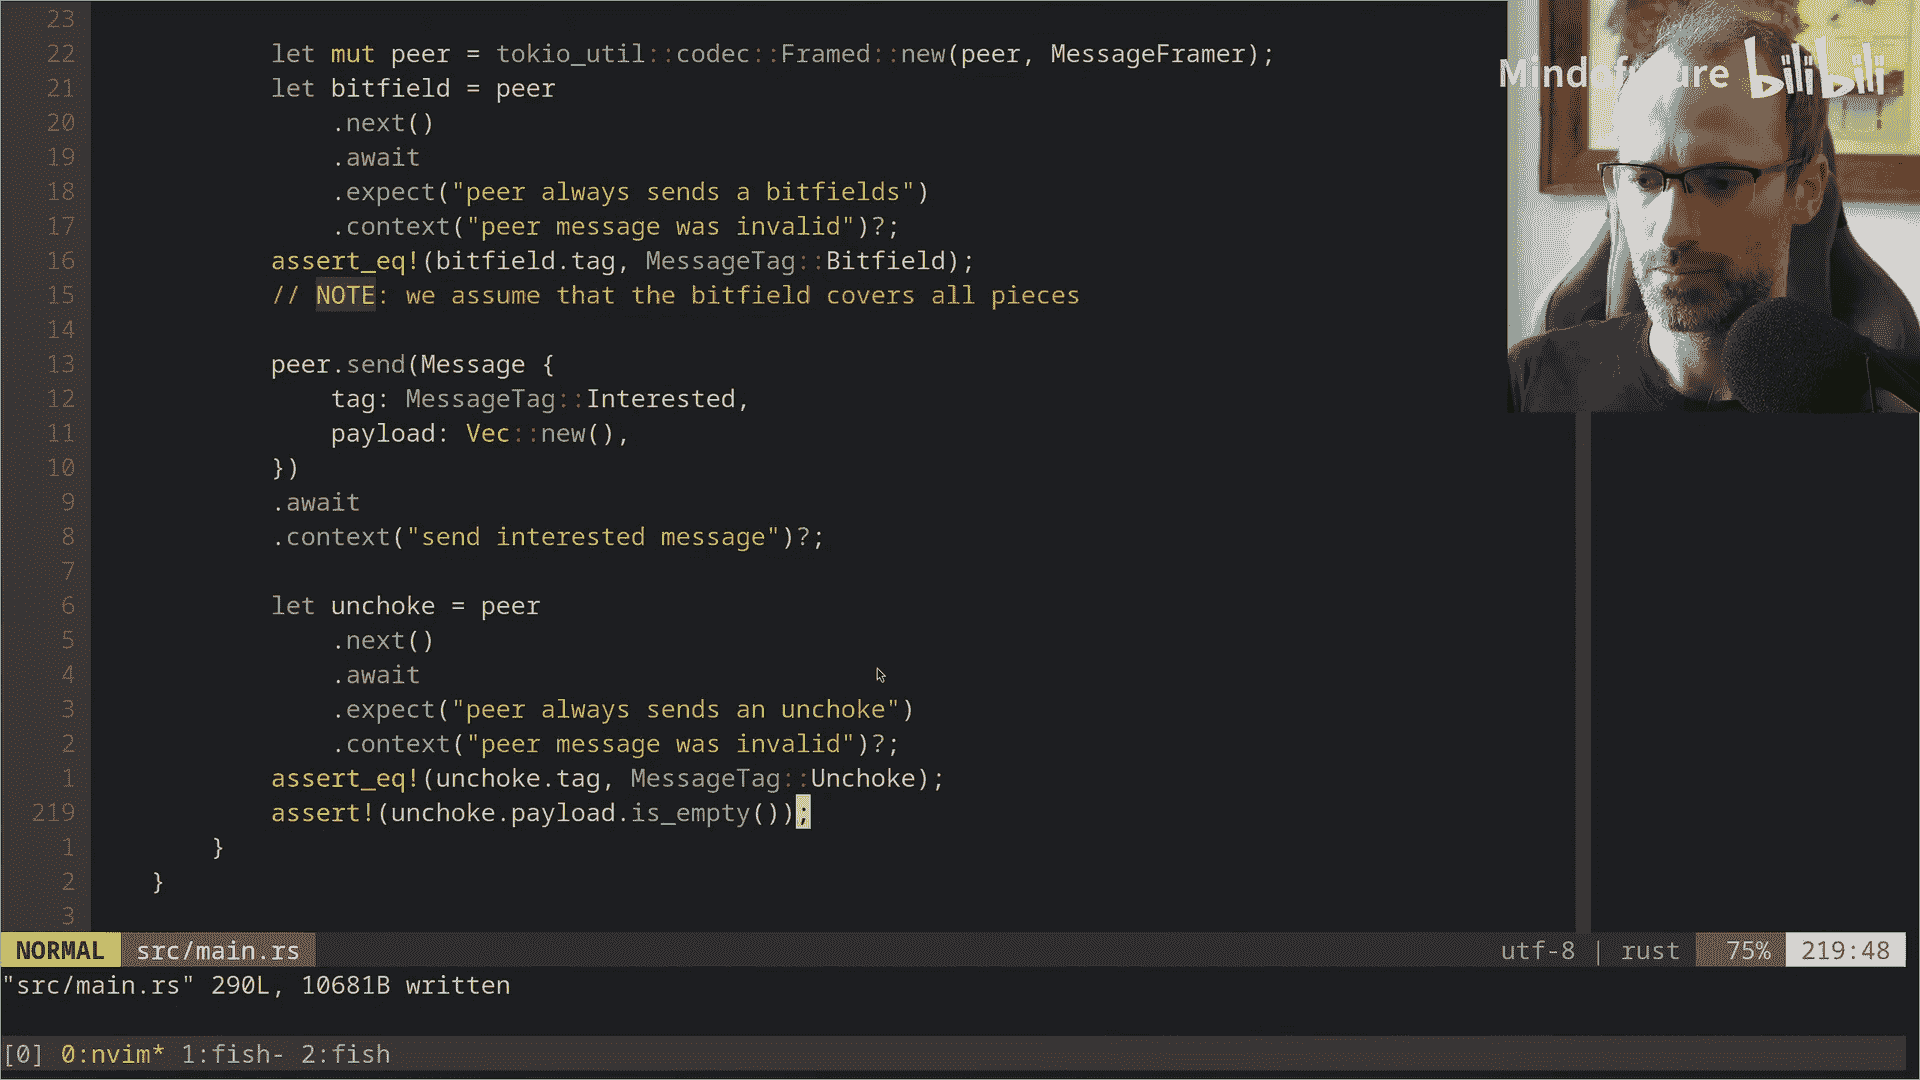 23
22 let mut peer = tokio_util::codec::Framed::new(peer, MessageFramer);
21 let bitfield = peer
20 .next()
19 .await
18 .expect("peer always sends a bitfields")
17 .context("peer message was invalid")?;
16 assert_eq!(bitfield.tag, MessageTag::Bitfield);
15 // NOTE: we assume that the bitfield covers all pieces
14
13 peer.send(Message {
12 tag: MessageTag::Interested,
11 payload: Vec::new(),
10 })
9 .await
8 .context("send interested message")?;
7
6 let unchoke = peer
5 .next()
4 .await
3 .expect("peer always sends an unchoke")
2 .context("peer message was invalid")?;
1 assert_eq!(unchoke.tag, MessageTag::Unchoke);
219 assert!(unchoke.payload.is_empty());
1 }
2 }
3
NORMAL src/main.rs utf-8 | rust 75% 219:48
"src/main.rs" 290L, 10681B written
[0] 0:nvim* 1:fish- 2:fish
bilibili